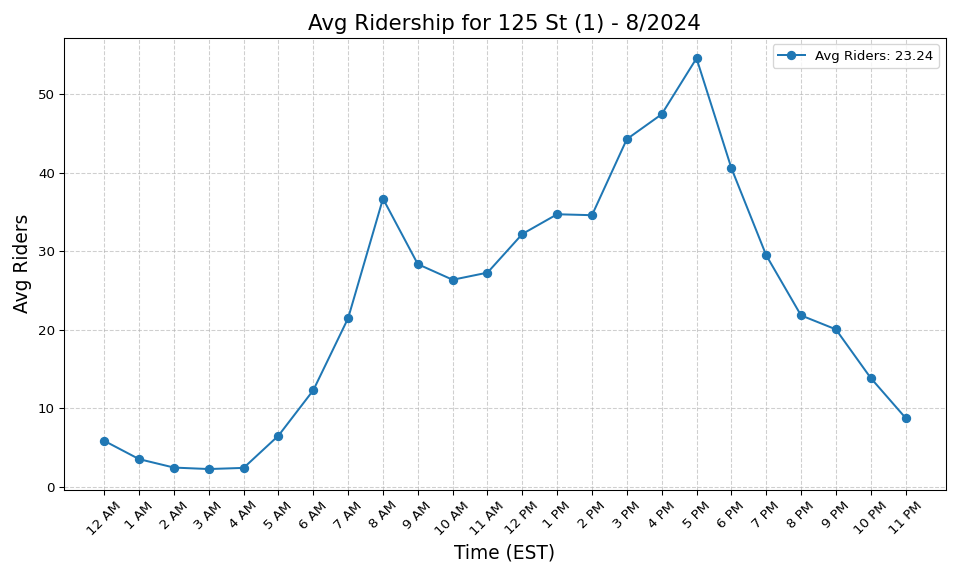 Avg Ridership for 125 St (1) - 8/2024
Avg Riders: 23.24
Avg Riders
50
40
30
20
10
0
12 AM 1 AM 2 AM 3 AM 4 AM 5 AM 6 AM 7 AM 8 AM 9 AM 10 AM 11 AM 12 PM 1 PM 2 PM 3 PM 4 PM 5 PM 6 PM 7 PM 8 PM 9 PM 10 PM 11 PM
Time (EST)